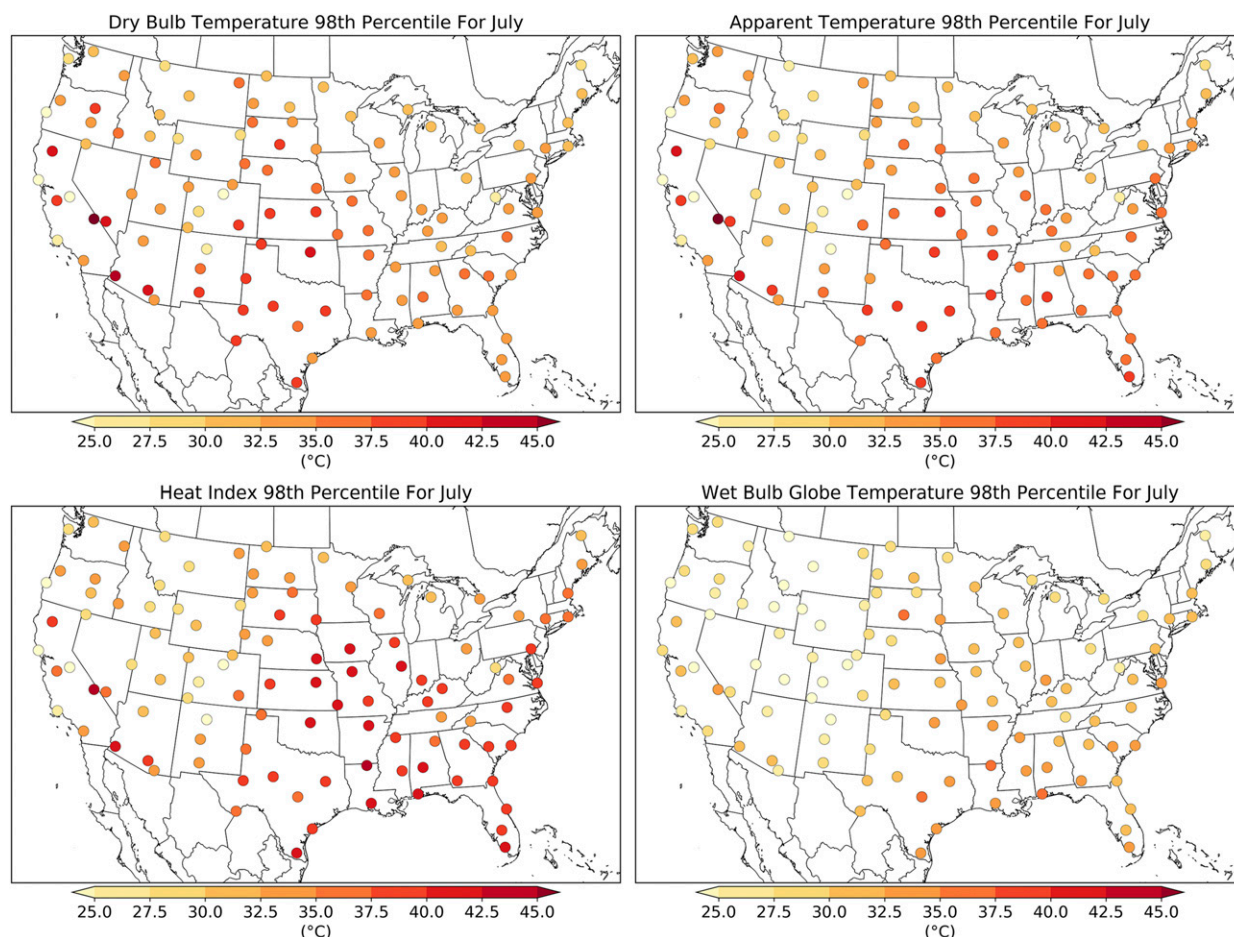 Dry Bulb Temperature 98th Percentile For July
Apparent Temperature 98th Percentile For July
25.0 27.5 30.0 32.5 35.0 37.5 40.0 42.5 45.0
(°C)
25.0 27.5 30.0 32.5 35.0 37.5 40.0 42.5 45.0
(°C)
Heat Index 98th Percentile For July
Wet Bulb Globe Temperature 98th Percentile For July
25.0 27.5 30.0 32.5 35.0 37.5 40.0 42.5 45.0
(°C)
25.0 27.5 30.0 32.5 35.0 37.5 40.0 42.5 45.0
(°C)